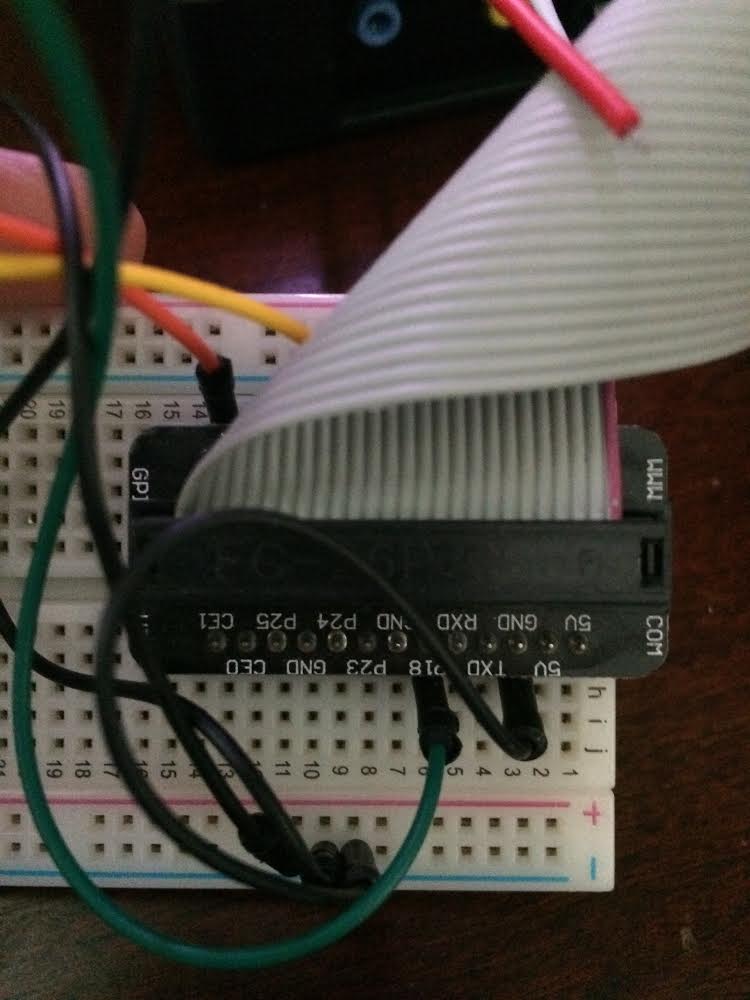 20 19 17 16 15 14
GPI
WWW
CE1 P25 P24 GND RXD GND 5V
COM
CE0 GND P23 P18 TXD 5V
h
i
j
19 18 17 16 15 13 11 10 9 8 7 6 5 4 3 2 1
+
-